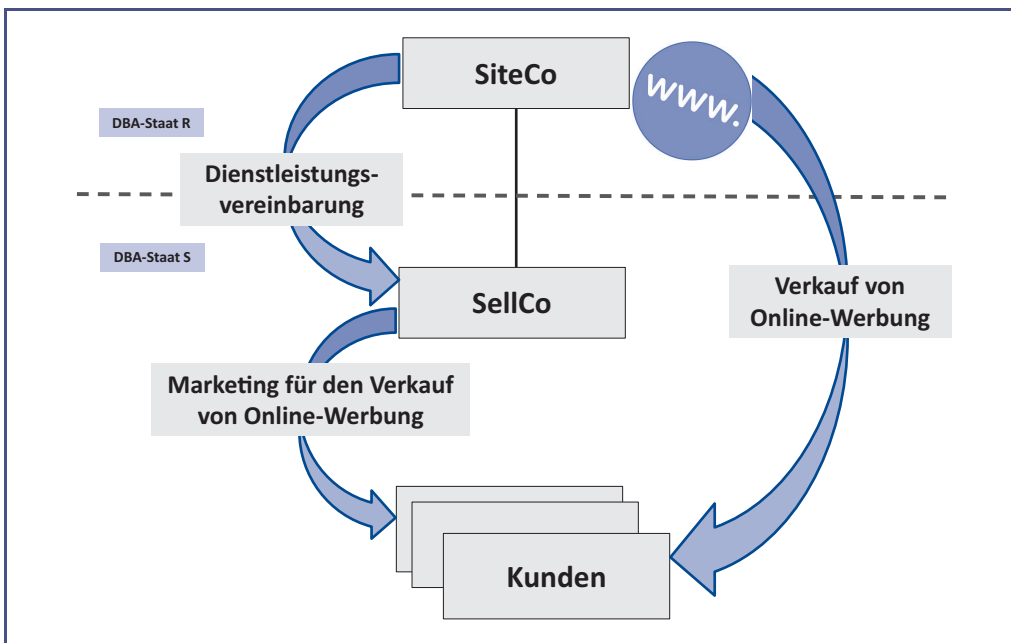 SiteCo
www.
DBA-Staat R
Dienstleistungs-
vereinbarung
DBA-Staat S
SellCo
Verkauf von
Online-Werbung
Marketing für den Verkauf
von Online-Werbung
Kunden